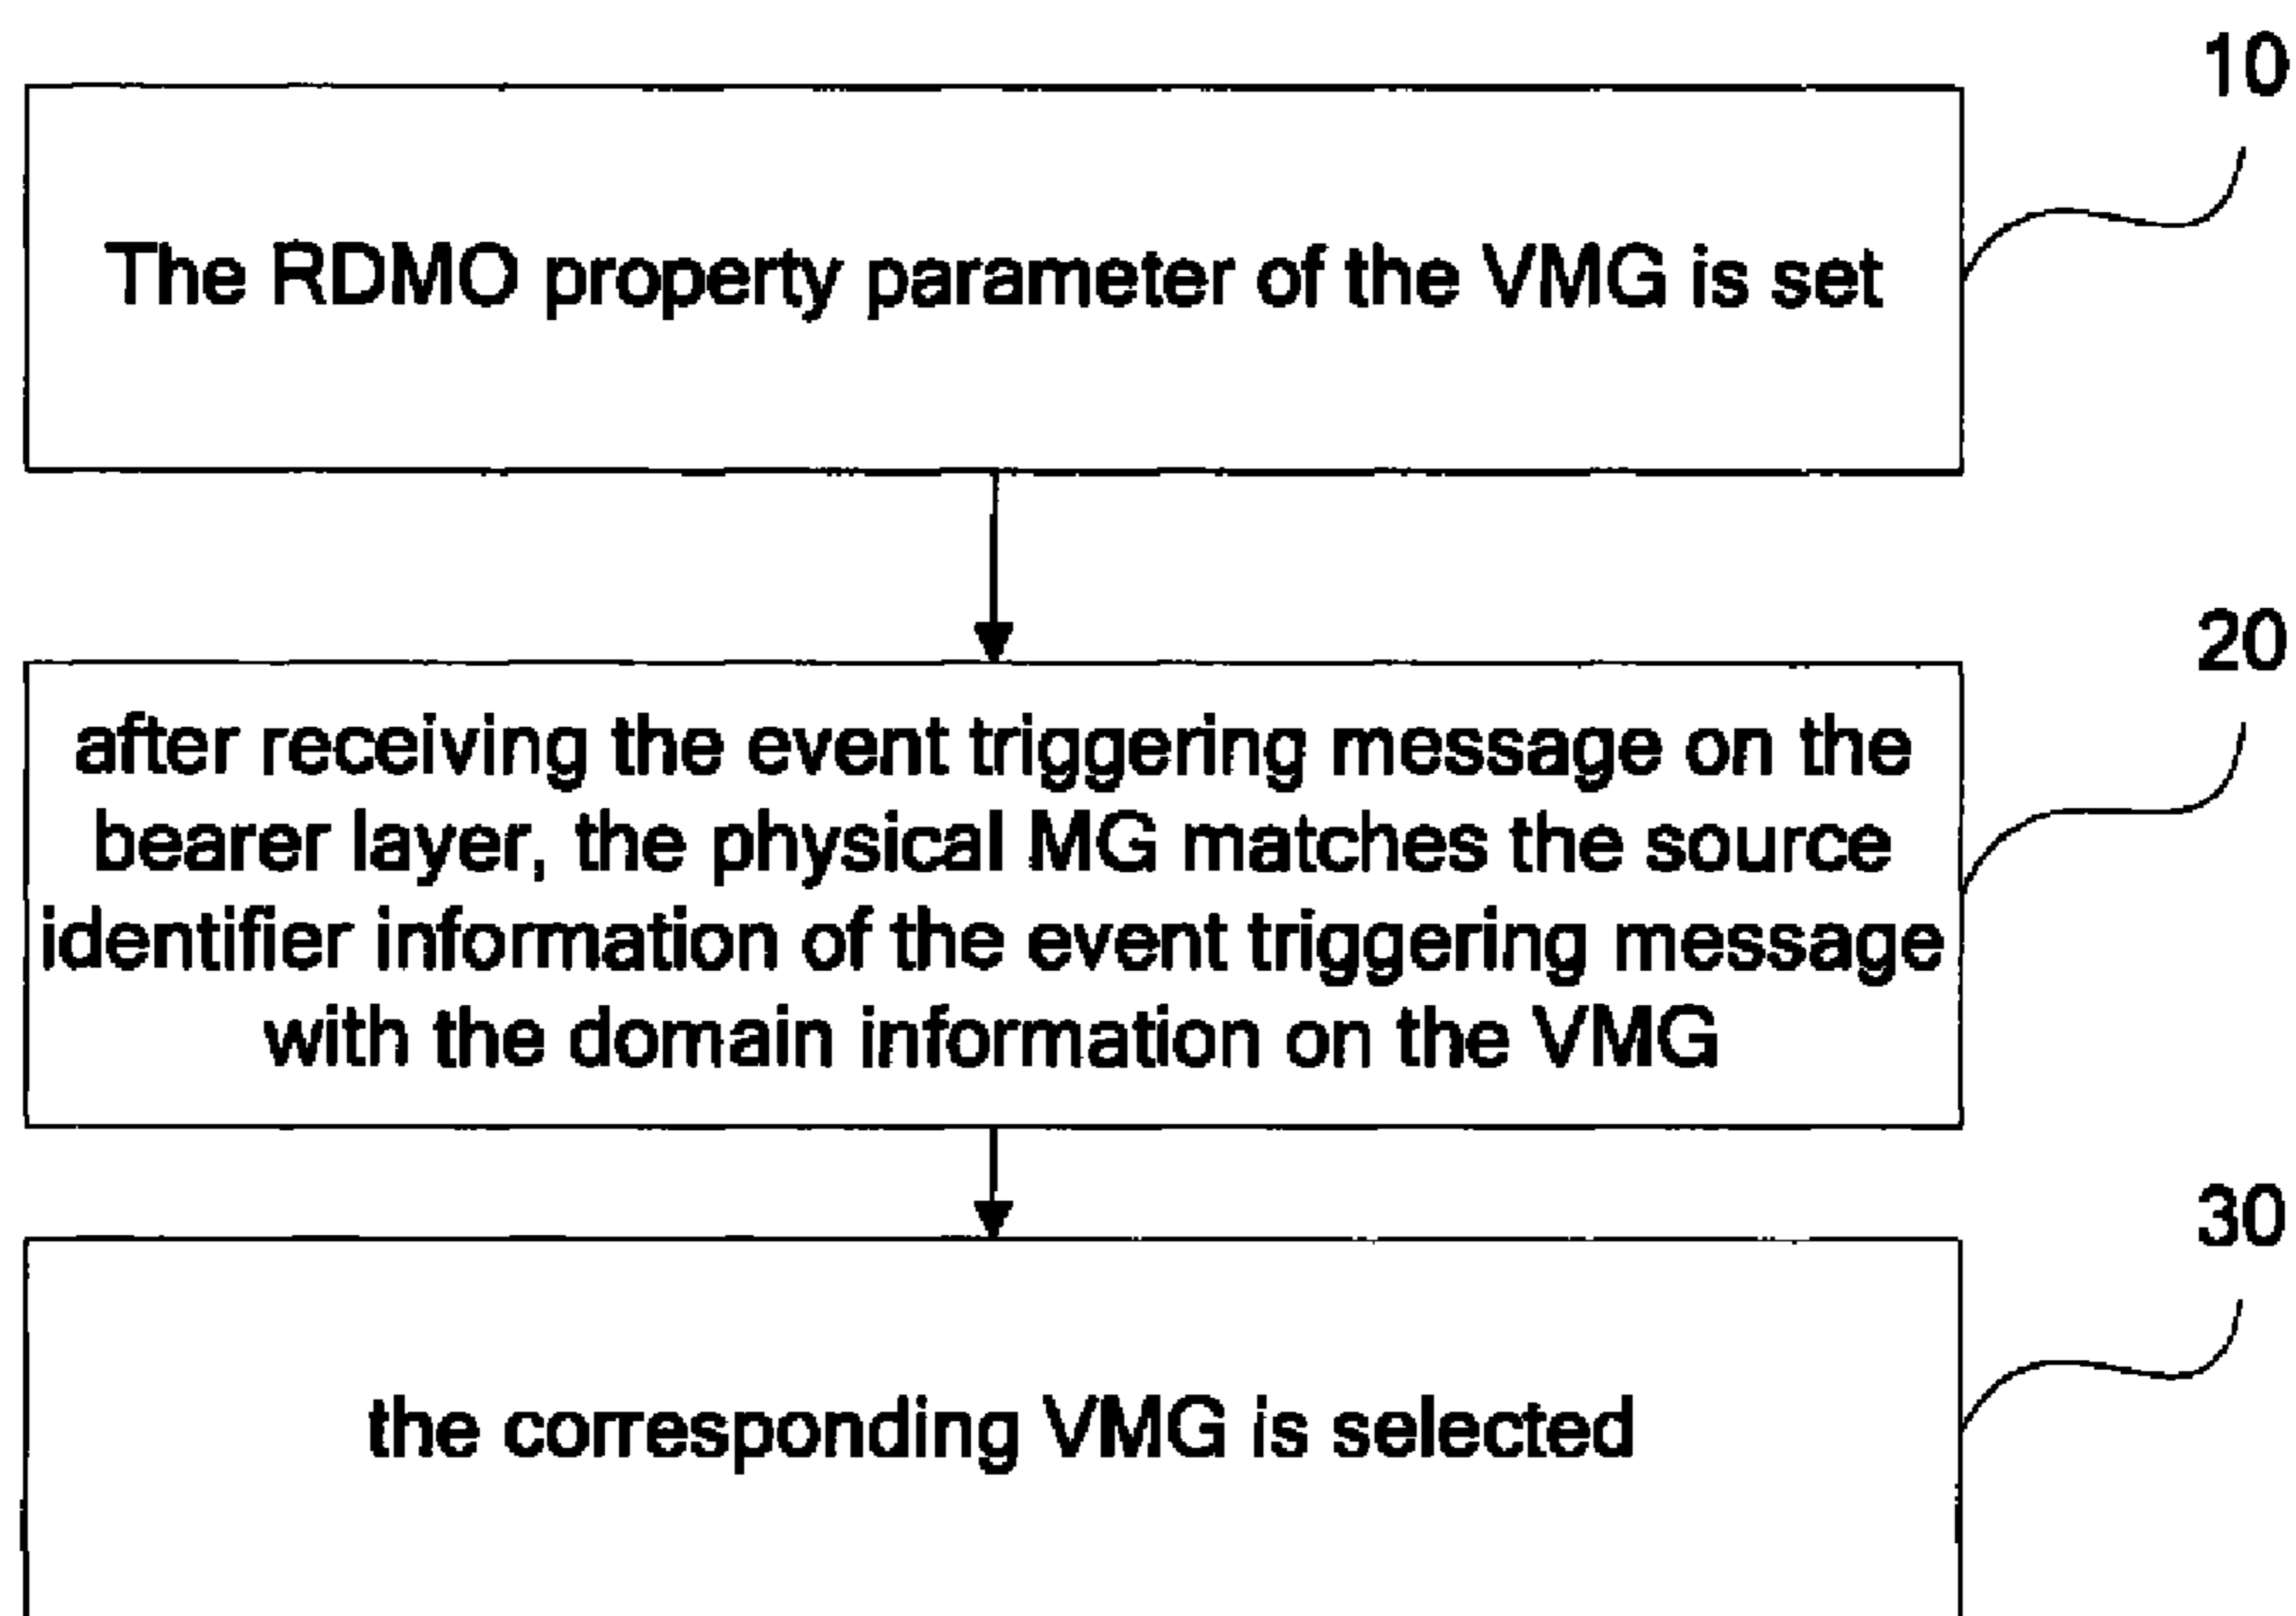 10
The RDMO property parameter of the VMG is set
20
after receiving the event triggering message on the
bearer layer, the physical MG matches the source
identifier information of the event triggering message
with the domain information on the VMG
30
the corresponding VMG is selected